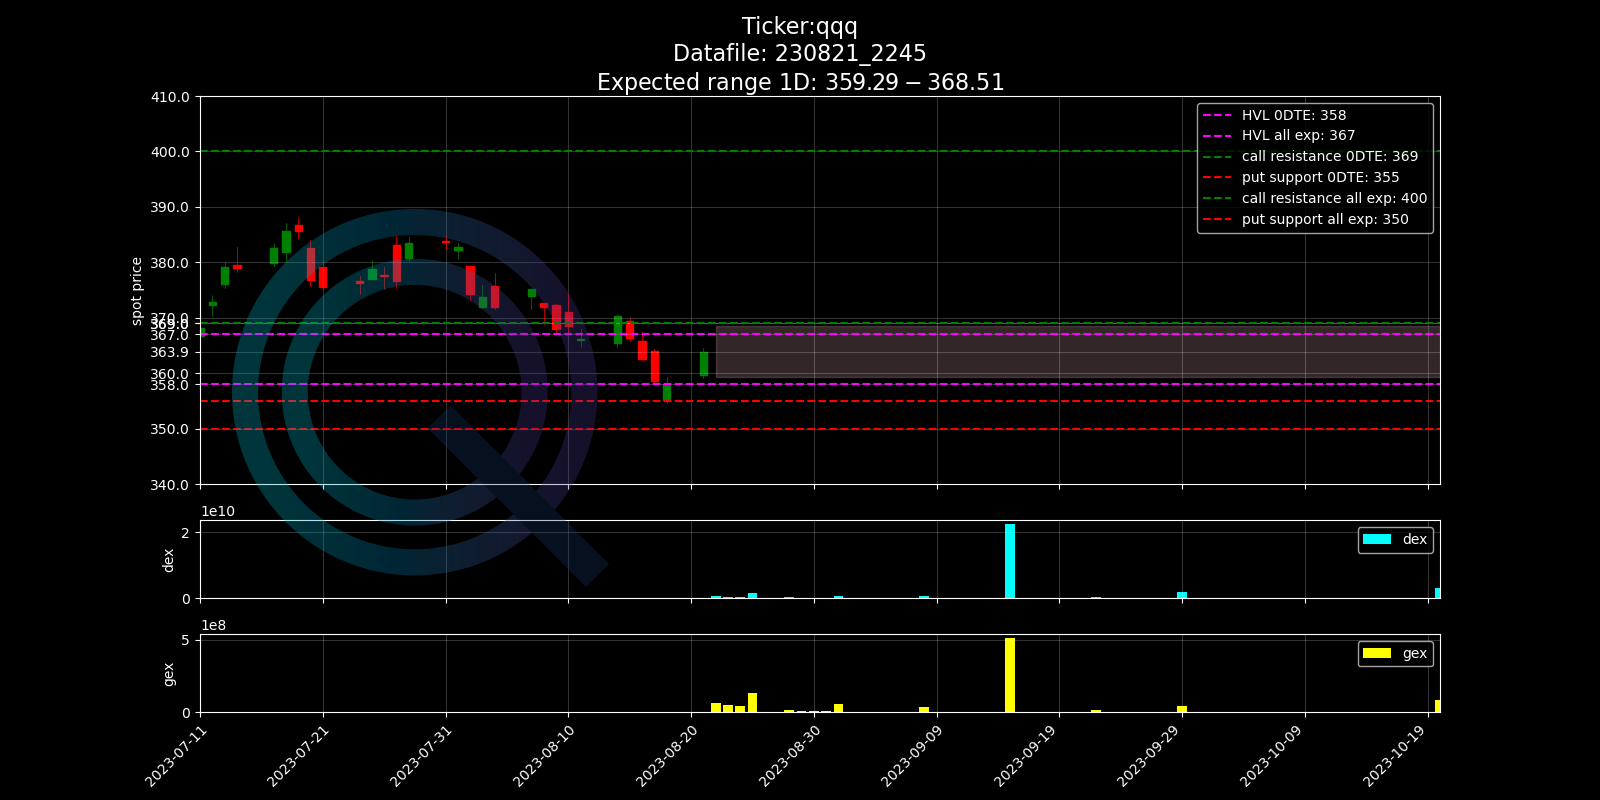 Ticker:qqq
Datafile: 230821_2245
Expected range 1D: 359.29 − 368.51
410.0
400.0
390.0
380.0
370.0
369.0
367.0
363.9
360.0
358.0
350.0
340.0
spot price
HVL 0DTE: 358
HVL all exp: 367
call resistance 0DTE: 369
put support 0DTE: 355
call resistance all exp: 400
put support all exp: 350
1e10
2
0
dex
dex
1e8
5
0
gex
gex
2023-07-11
2023-07-21
2023-07-31
2023-08-10
2023-08-20
2023-08-30
2023-09-09
2023-09-19
2023-09-29
2023-10-09
2023-10-19